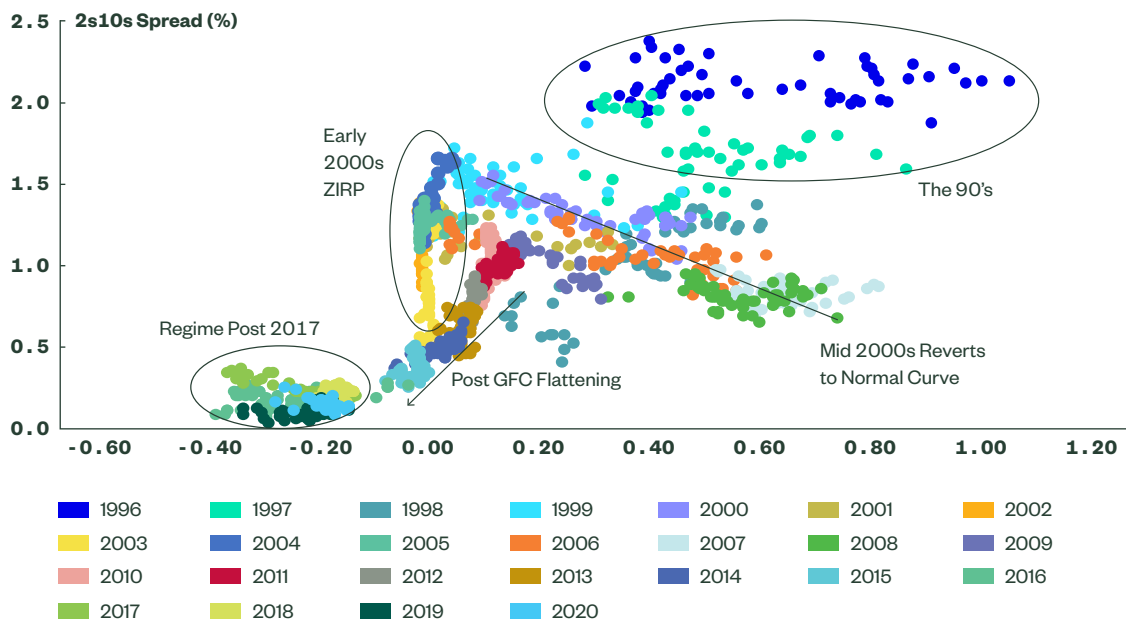 2.5 2s10s Spread (%)
2.0
Early
2000s
ZIRP
1.5
The 90's
1.0
Regime Post 2017
0.5
Mid 2000s Reverts
to Normal Curve
Post GFC Flattening
0.0
-0.60 -0.40 -0.20 0.00 0.20 0.40 0.60 0.80 1.00 1.20
1996 1997 1998 1999 2000 2001 2002
2003 2004 2005 2006 2007 2008 2009
2010 2011 2012 2013 2014 2015 2016
2017 2018 2019 2020